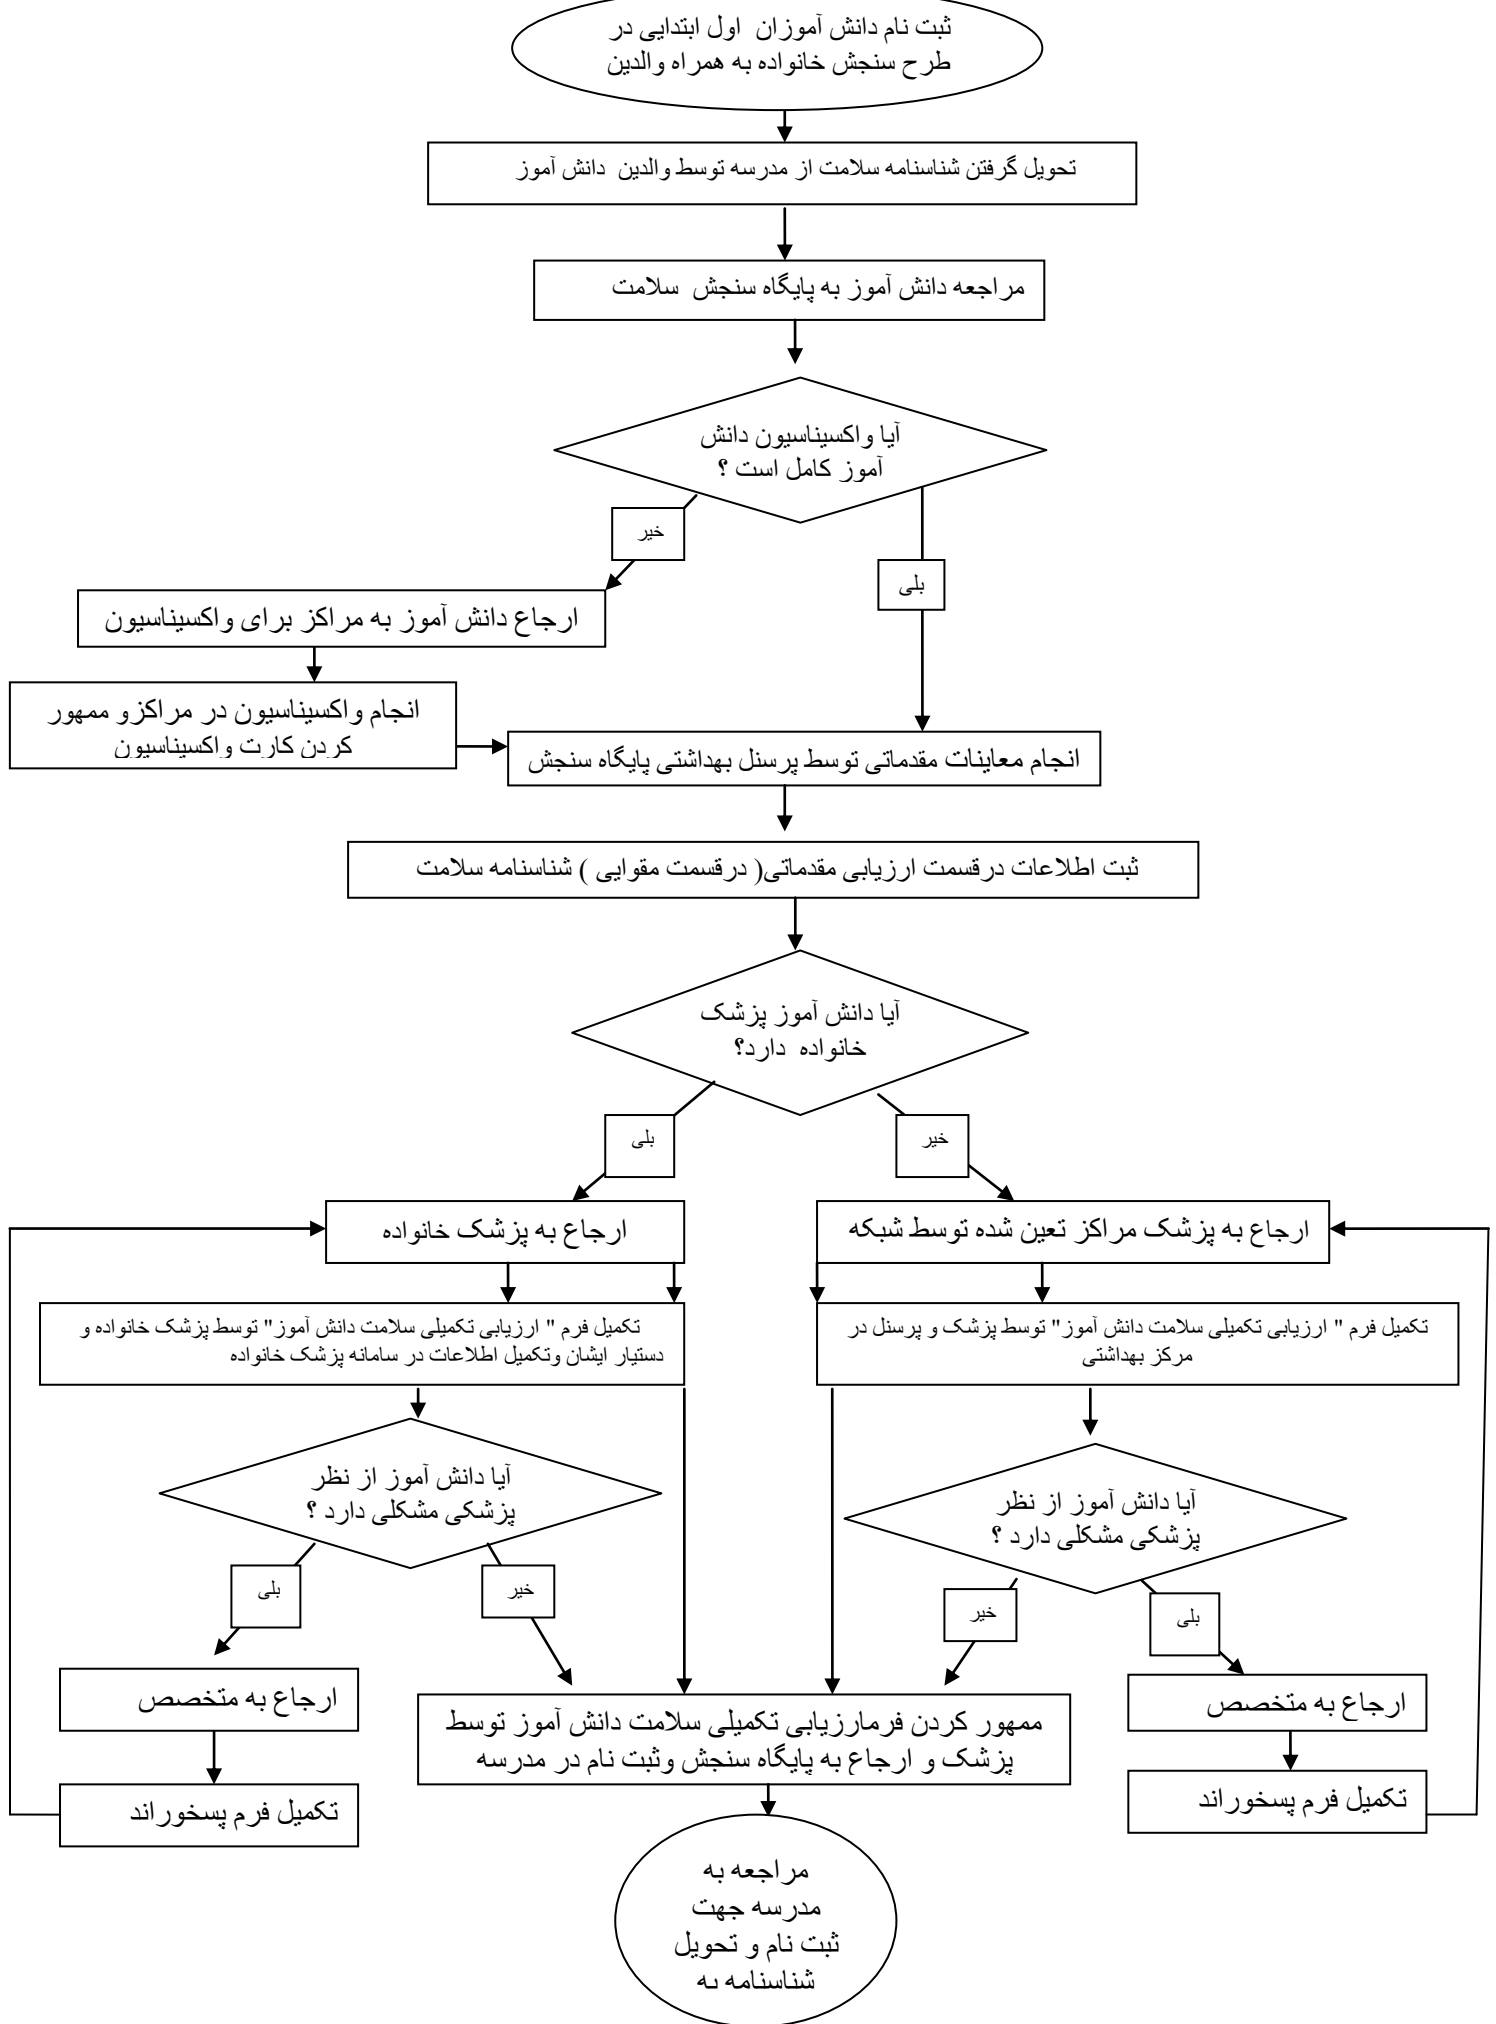 ثبت نام دانش آموزان اول ابتدایی در
طرح سنجش خانواده به همراه والدین
تحویل گرفتن شناسنامه سلامت از مدرسه توسط والدین دانش آموز
مراجعه دانش آموز به پایگاه سنجش سلامت
آیا واکسیناسیون دانش
آموز کامل است ؟
خیر
بلی
ارجاع دانش آموز به مراکز برای واکسیناسیون
انجام واکسیناسیون در مراکزو ممهور
کردن کارت واکسیناسیون
انجام معاینات مقدماتی توسط پرسنل بهداشتی پایگاه سنجش
ثبت اطلاعات درقسمت ارزیابی مقدماتی( درقسمت مقوایی ) شناسنامه سلامت
آیا دانش آموز پزشک
خانواده دارد؟
خیر
بلی
ارجاع به پزشک مراکز تعین شده توسط شبکه
ارجاع به پزشک خانواده
تکمیل فرم " ارزیابی تکمیلی سلامت دانش آموز" توسط پزشک و پرسنل در
مرکز بهداشتی
تکمیل فرم " ارزیابی تکمیلی سلامت دانش آموز" توسط پزشک خانواده و
دستیار ایشان وتکمیل اطلاعات در سامانه پزشک خانواده
آیا دانش آموز از نظر
پزشکی مشکلی دارد ؟
آیا دانش آموز از نظر
پزشکی مشکلی دارد ؟
بلی
خیر
خیر
بلی
ارجاع به متخصص
ارجاع به متخصص
ممهور کردن فرمارزیابی تکمیلی سلامت دانش آموز توسط
پزشک و ارجاع به پایگاه سنجش وثبت نام در مدرسه
تکمیل فرم پسخوراند
تکمیل فرم پسخوراند
مراجعه به
مدرسه جهت
ثبت نام و تحویل
شناسنامه به